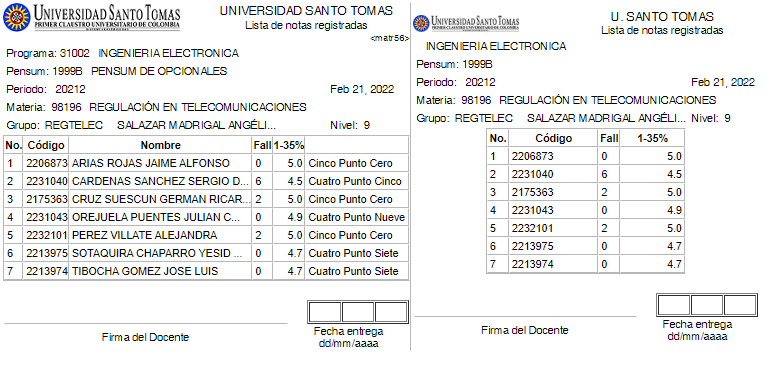 UNIVERSIDAD SANTO TOMAS
PRIMER CLAUSTRO UNIVERSITARIO DE COLOMBIA
UNIVERSIDAD SANTO TOMAS
Lista de notas registradas
<matr56>
Programa: 31002 INGENIERIA ELECTRONICA
Pensum: 1999B PENSUM DE OPCIONALES
Periodo: 20212 Feb 21, 2022
Materia: 98196 REGULACIÓN EN TELECOMUNICACIONES
Grupo: REGTELEC SALAZAR MADRIGAL ANGÉLI... Nivel: 9
No. Código Nombre Fall 1-35%
1 2206873 ARIAS ROJAS JAIME ALFONSO 0 5.0 Cinco Punto Cero
2 2231040 CARDENAS SANCHEZ SERGIO D... 6 4.5 Cuatro Punto Cinco
3 2175363 CRUZ SUESCUN GERMAN RICAR... 2 5.0 Cinco Punto Cero
4 2231043 OREJUELA PUENTES JULIAN C... 0 4.9 Cuatro Punto Nueve
5 2232101 PEREZ VILLATE ALEJANDRA 2 5.0 Cinco Punto Cero
6 2213975 SOTAQUIRA CHAPARRO YESID ... 0 4.7 Cuatro Punto Siete
7 2213974 TIBOCHA GOMEZ JOSE LUIS 0 4.7 Cuatro Punto Siete
Firma del Docente
Fecha entrega
dd/mm/aaaa
UNIVERSIDAD SANTO TOMAS
PRIMER CLAUSTRO UNIVERSITARIO DE COLOMBIA
U. SANTO TOMAS
Lista de notas registradas
INGENIERIA ELECTRONICA
Pensum: 1999B
Periodo: 20212 Feb 21, 2022
Materia: 98196 REGULACIÓN EN TELECOMUNICACIONES
Grupo: REGTELEC SALAZAR MADRIGAL ANGÉLI... Nivel: 9
No. Código Fall 1-35%
1 2206873 0 5.0
2 2231040 6 4.5
3 2175363 2 5.0
4 2231043 0 4.9
5 2232101 2 5.0
6 2213975 0 4.7
7 2213974 0 4.7
Firma del Docente
Fecha entrega
dd/mm/aaaa